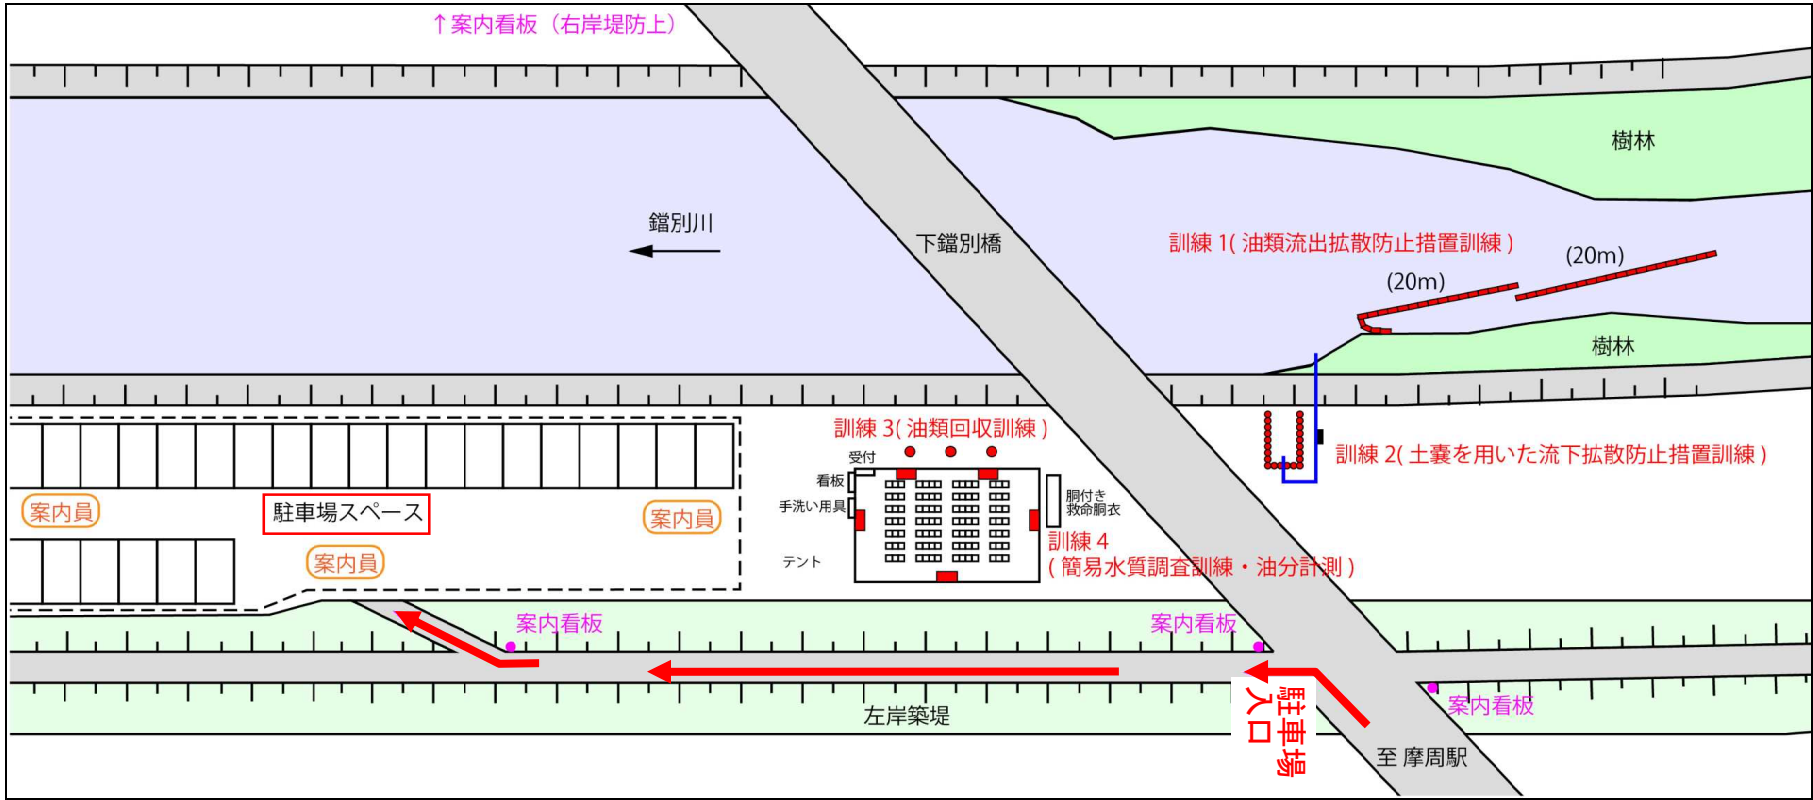 ↑案内看板（右岸堤防上）
樹林
鐺別川
下鐺別橋
訓練1(油類流出拡散防止措置訓練)
(20m)
(20m)
樹林
訓練3(油類回収訓練)
受付
看板
手洗い用具
テント
胴付き
救命胴衣
訓練2(土嚢を用いた流下拡散防止措置訓練)
訓練4
(簡易水質調査訓練・油分計測)
案内員
駐車場スペース
案内員
案内員
案内看板
案内看板
案内看板
駐車場
入口
左岸築堤
至 摩周駅